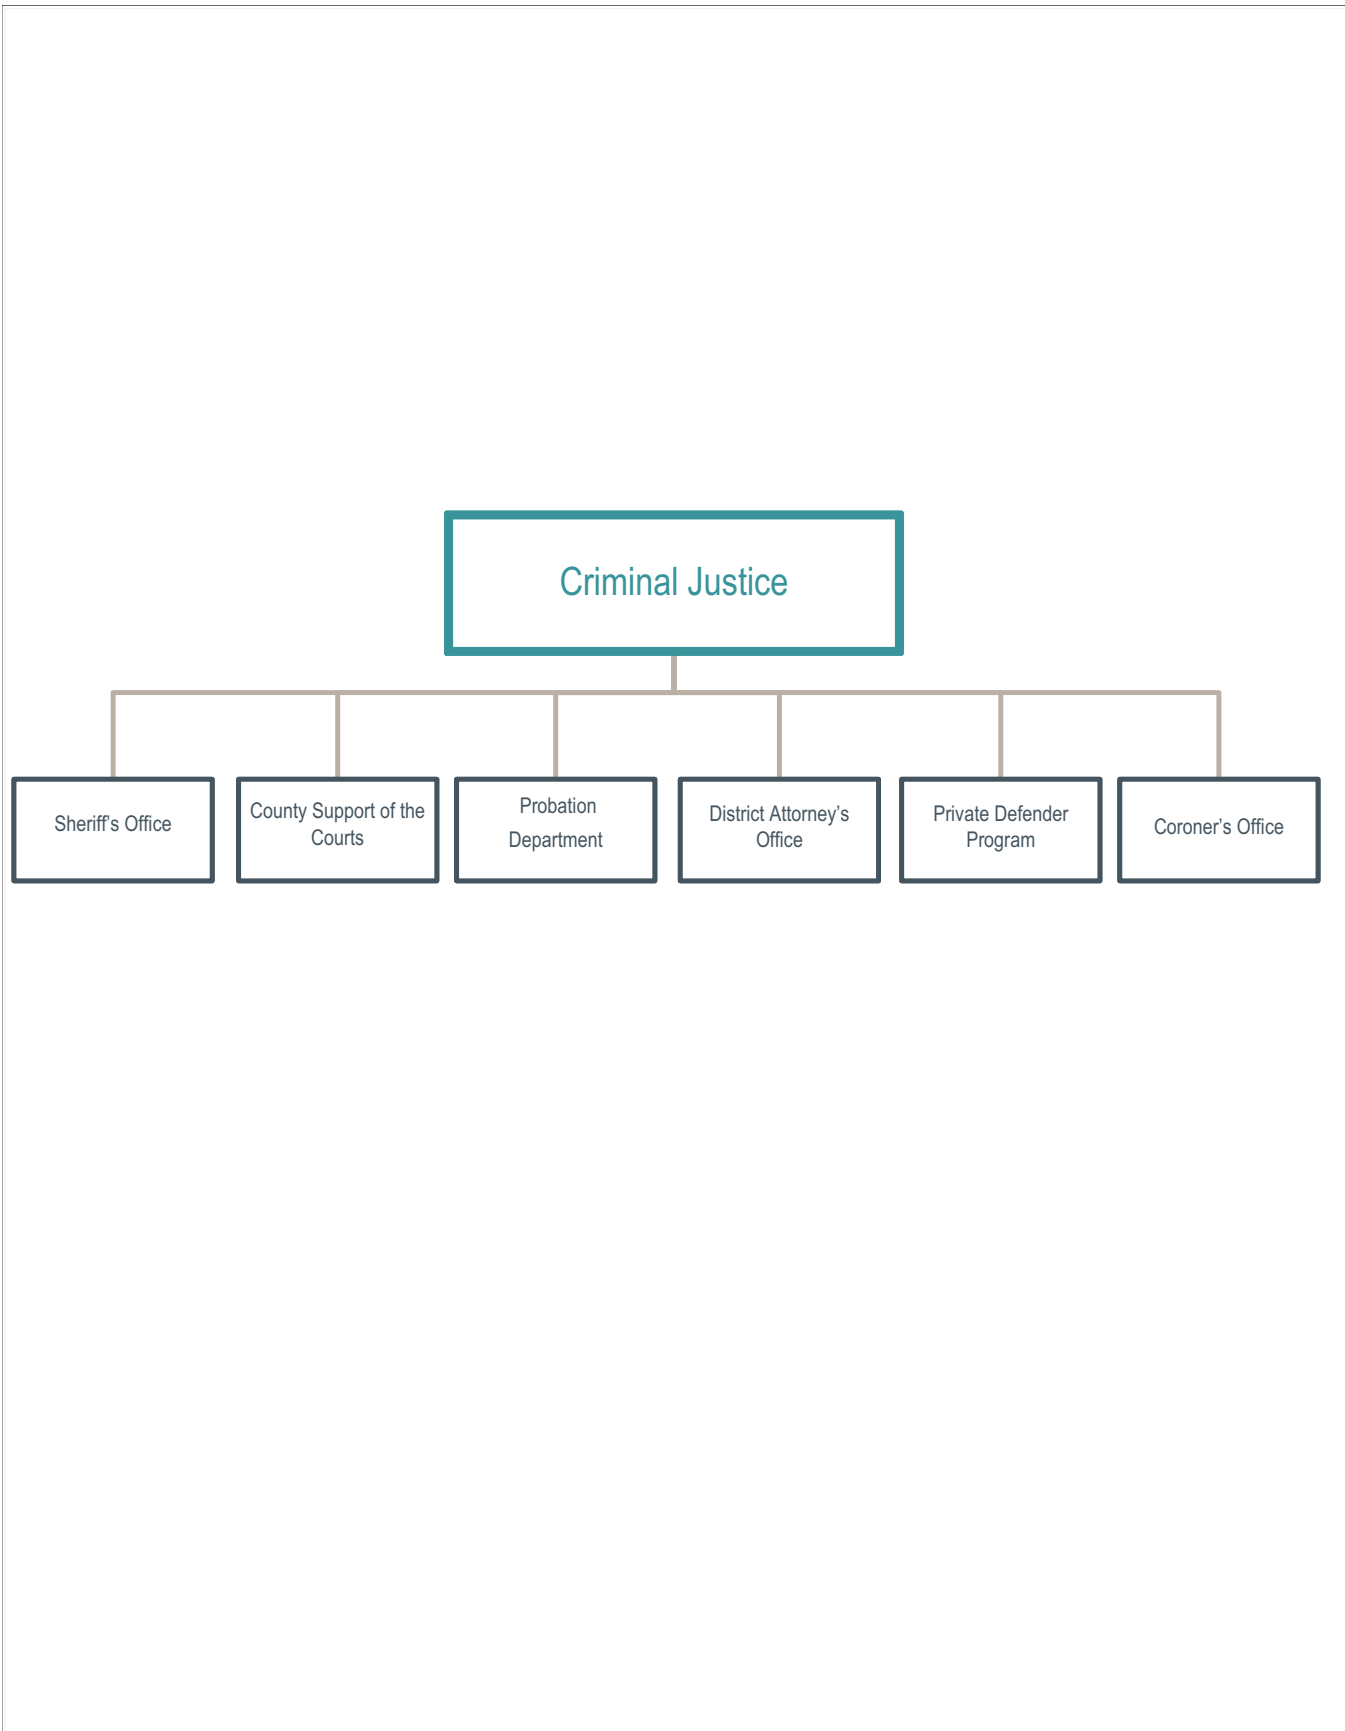 Criminal Justice
Sheriff’s Office
County Support of the
Courts
Probation
Department
District Attorney’s
Office
Private Defender
Program
Coroner’s Office